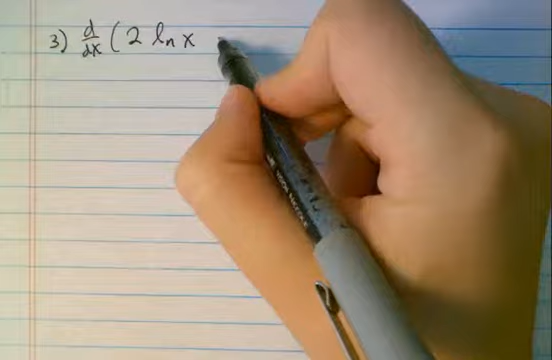 3) d/dx (2 ln x